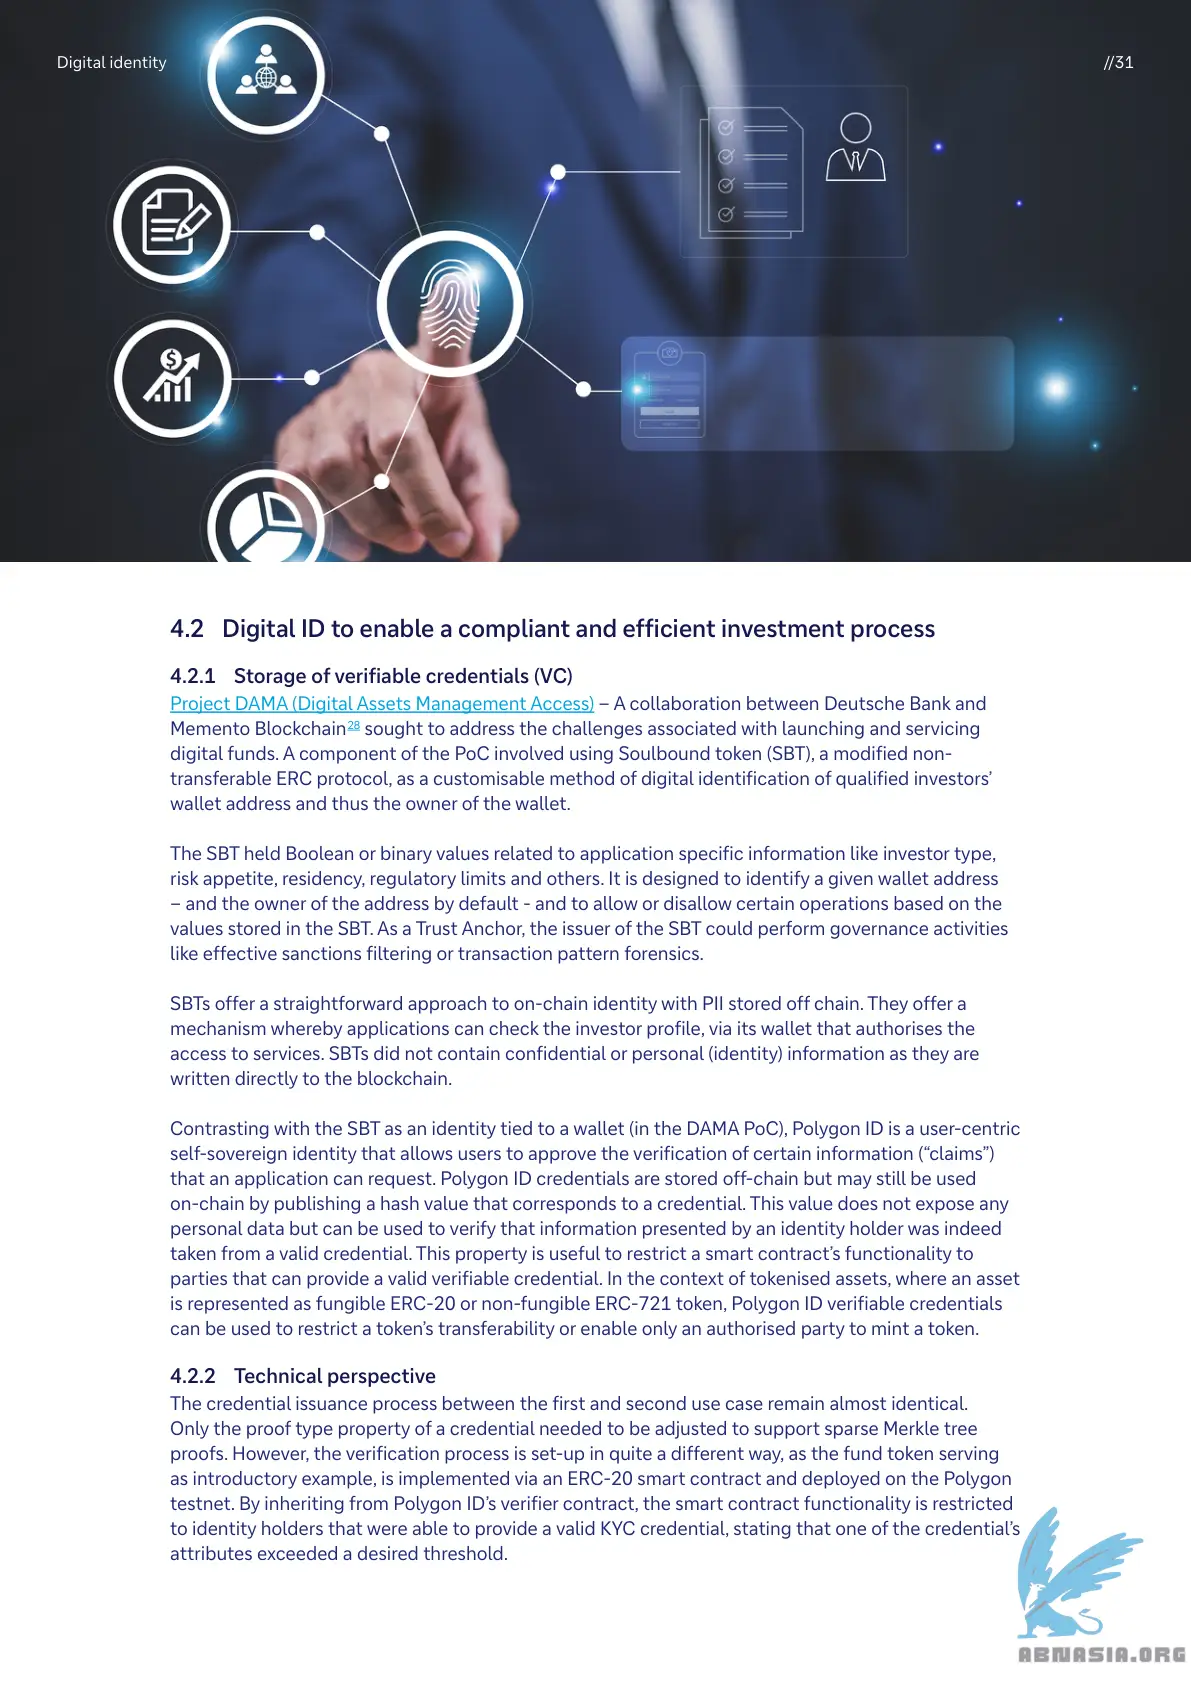 Digital identity
//31
4.2 Digital ID to enable a compliant and efficient investment process
4.2.1 Storage of verifiable credentials (VC)
Project DAMA (Digital Assets Management Access) – A collaboration between Deutsche Bank and
Memento Blockchain28 sought to address the challenges associated with launching and servicing
digital funds. A component of the PoC involved using Soulbound token (SBT), a modified non-
transferable ERC protocol, as a customisable method of digital identification of qualified investors’
wallet address and thus the owner of the wallet.
The SBT held Boolean or binary values related to application specific information like investor type,
risk appetite, residency, regulatory limits and others. It is designed to identify a given wallet address
– and the owner of the address by default - and to allow or disallow certain operations based on the
values stored in the SBT. As a Trust Anchor, the issuer of the SBT could perform governance activities
like effective sanctions filtering or transaction pattern forensics.
SBTs offer a straightforward approach to on-chain identity with PII stored off chain. They offer a
mechanism whereby applications can check the investor profile, via its wallet that authorises the
access to services. SBTs did not contain confidential or personal (identity) information as they are
written directly to the blockchain.
Contrasting with the SBT as an identity tied to a wallet (in the DAMA PoC), Polygon ID is a user-centric
self-sovereign identity that allows users to approve the verification of certain information (“claims”)
that an application can request. Polygon ID credentials are stored off-chain but may still be used
on-chain by publishing a hash value that corresponds to a credential. This value does not expose any
personal data but can be used to verify that information presented by an identity holder was indeed
taken from a valid credential. This property is useful to restrict a smart contract’s functionality to
parties that can provide a valid verifiable credential. In the context of tokenised assets, where an asset
is represented as fungible ERC-20 or non-fungible ERC-721 token, Polygon ID verifiable credentials
can be used to restrict a token’s transferability or enable only an authorised party to mint a token.
4.2.2 Technical perspective
The credential issuance process between the first and second use case remain almost identical.
Only the proof type property of a credential needed to be adjusted to support sparse Merkle tree
proofs. However, the verification process is set-up in quite a different way, as the fund token serving
as introductory example, is implemented via an ERC-20 smart contract and deployed on the Polygon
testnet. By inheriting from Polygon ID’s verifier contract, the smart contract functionality is restricted
to identity holders that were able to provide a valid KYC credential, stating that one of the credential’s
attributes exceeded a desired threshold.
ABNASIA.ORG